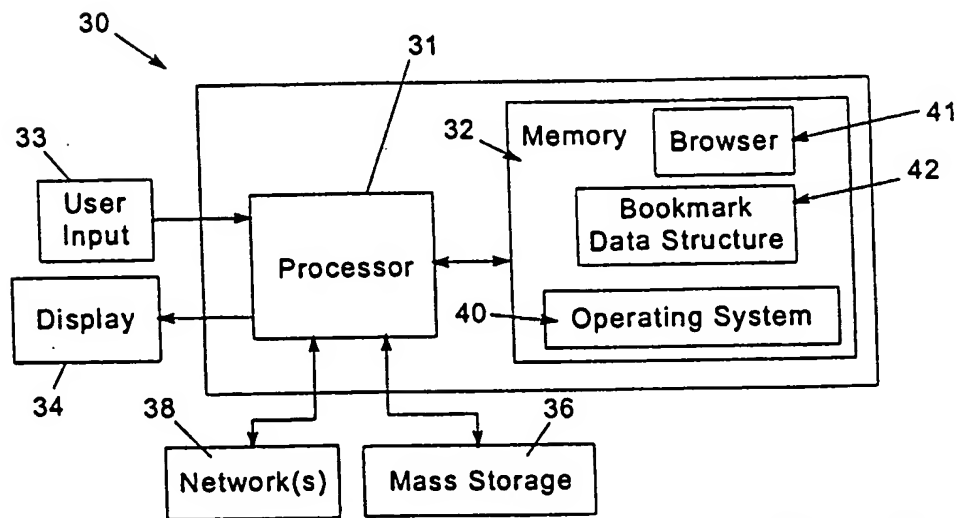 30
31
33
32
Memory
Browser
41
42
User
Input
Bookmark
Data Structure
Processor
Display
40
Operating System
34
38
36
Network(s)
Mass Storage